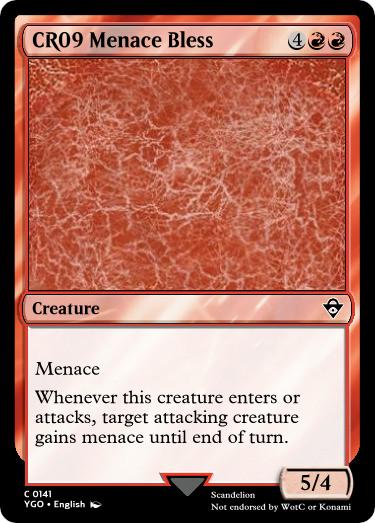 CR09 Menace Bless 4
Creature
Menace
Whenever this creature enters or
attacks, target attacking creature
gains menace until end of turn.
5/4
C 0141
YGO • English
Scandelion
Not endorsed by WotC or Konami